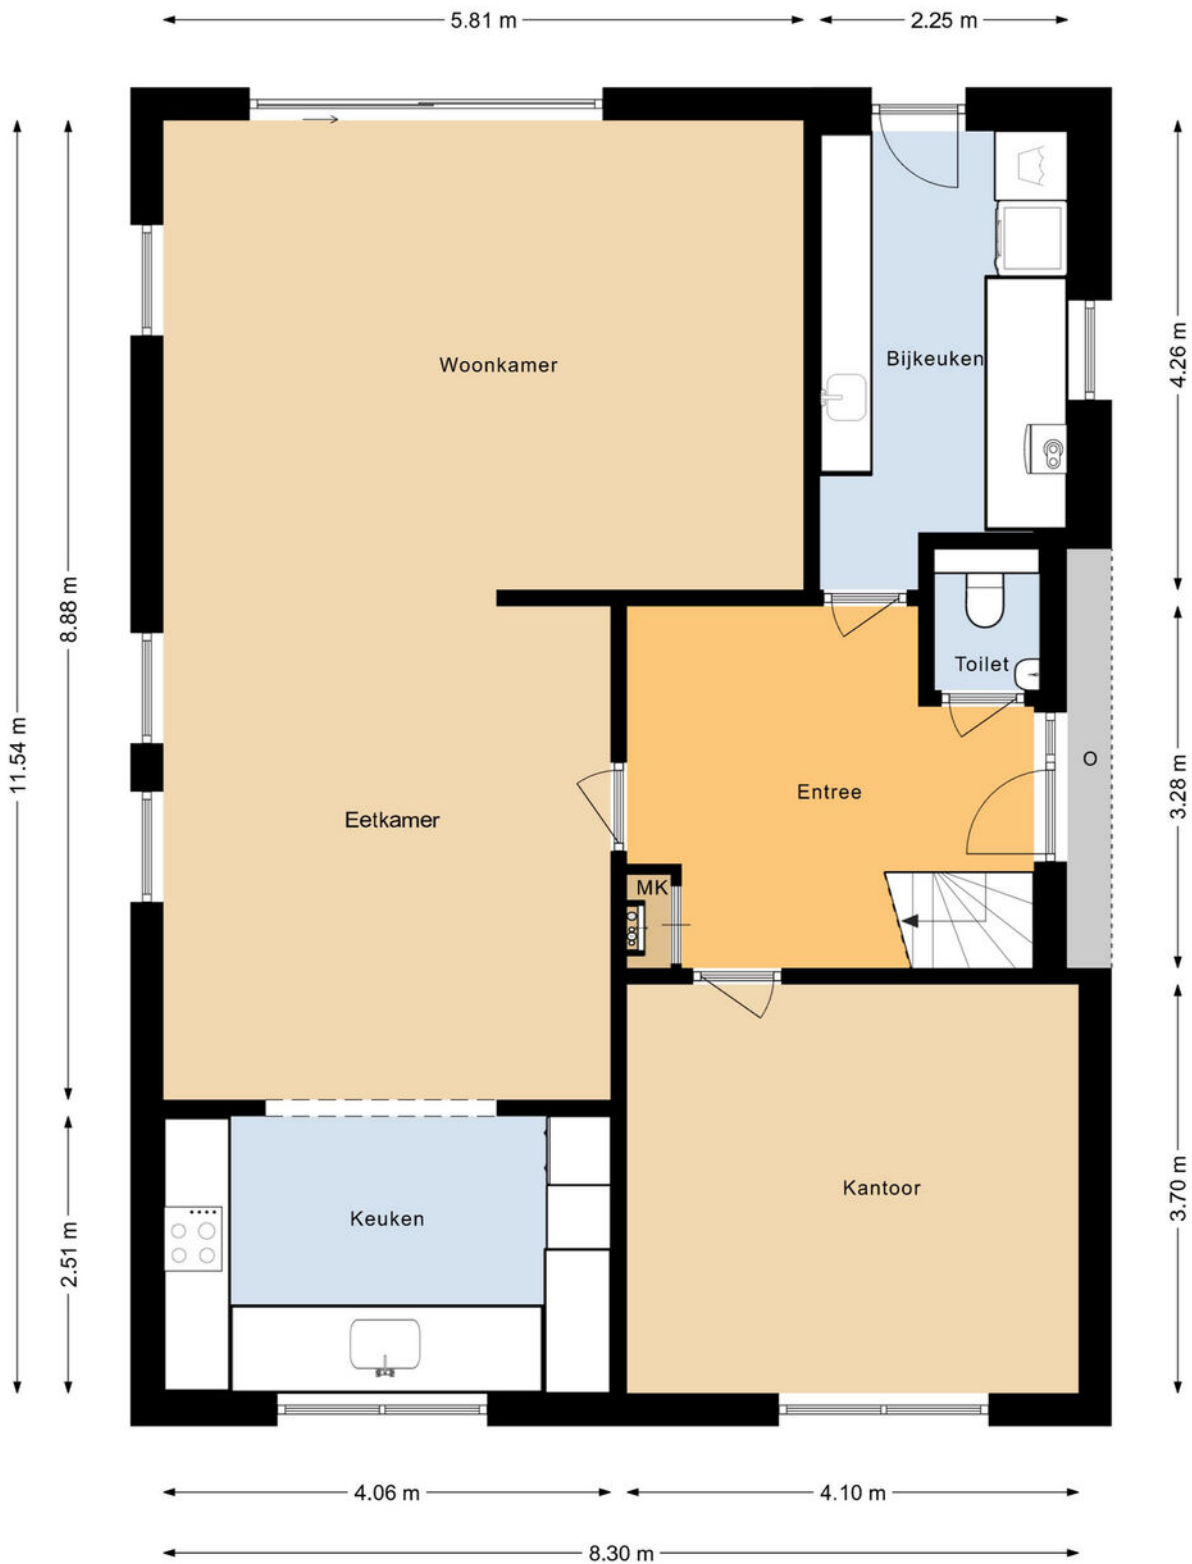 5.81 m
2.25 m
Woonkamer
Bijkeuken
4.26 m
8.88 m
11.54 m
Toilet
O
Entree
3.28 m
Eetkamer
MK
Kantoor
3.70 m
Keuken
2.51 m
4.06 m
4.10 m
8.30 m